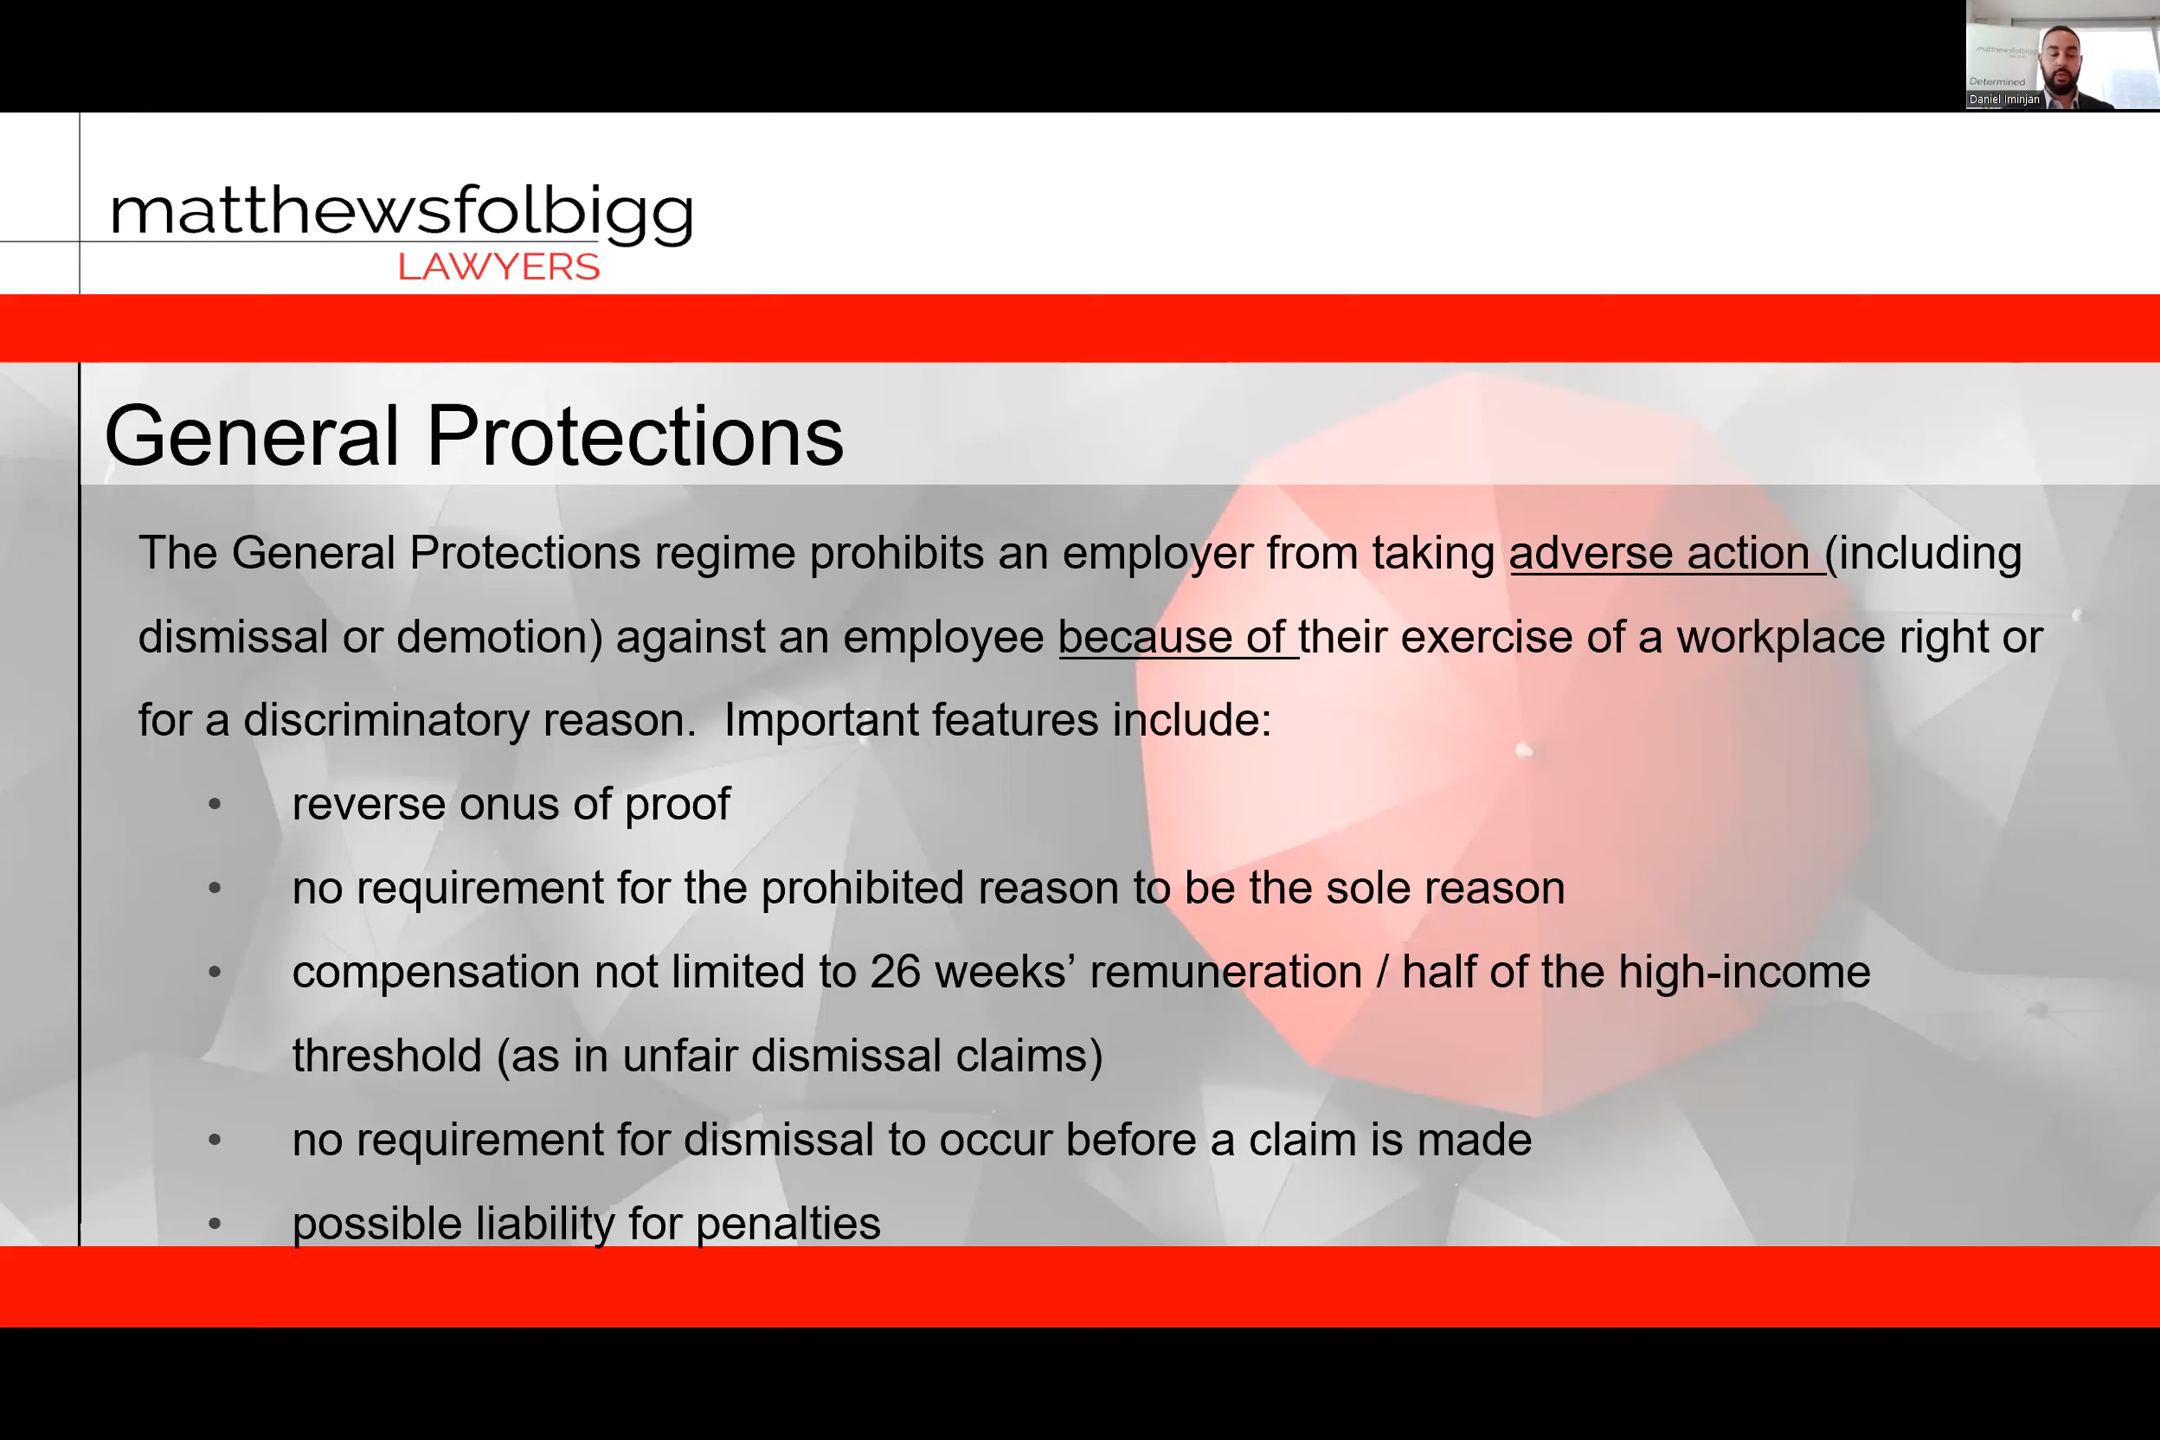 matthewsfolbigg
Determined
Daniel Iminjan
matthewsfolbigg
LAWYERS
General Protections
The General Protections regime prohibits an employer from taking adverse action (including
dismissal or demotion) against an employee because of their exercise of a workplace right or
for a discriminatory reason. Important features include:
• reverse onus of proof
• no requirement for the prohibited reason to be the sole reason
• compensation not limited to 26 weeks’ remuneration / half of the high-income
threshold (as in unfair dismissal claims)
• no requirement for dismissal to occur before a claim is made
• possible liability for penalties